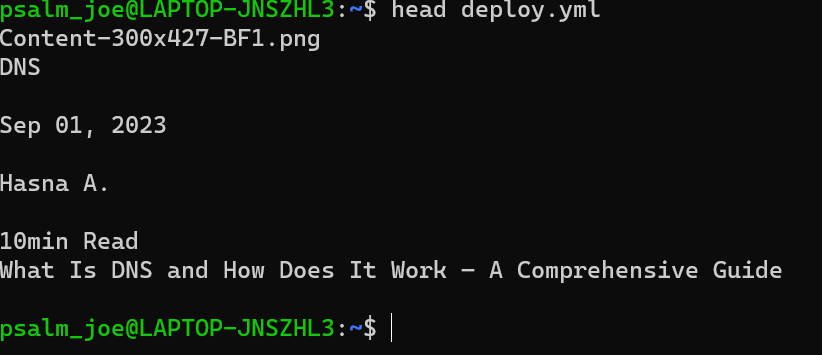 psalm_joe@LAPTOP-JNSZHL3:~$ head deploy.yml
Content-300x427-BF1.png
DNS
Sep 01, 2023
Hasna A.
10min Read
What Is DNS and How Does It Work – A Comprehensive Guide
psalm_joe@LAPTOP-JNSZHL3:~$